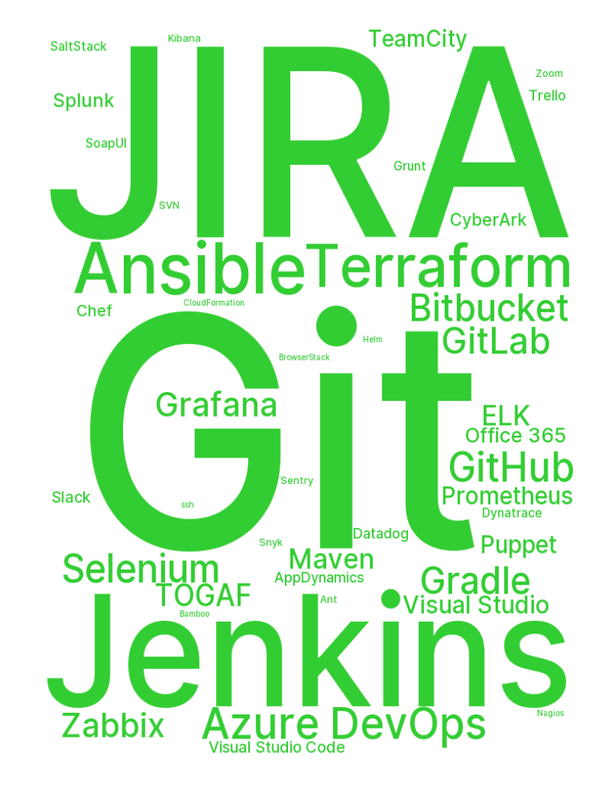 Kibana
TeamCity
SaltStack
JIRA
Zoom
Splunk
Trello
SoapUI
Grunt
SVN
CyberArk
Ansible
Terraform
CloudFormation
Bitbucket
Chef
Git
Helm
GitLab
BrowserStack
Grafana
ELK
Office 365
GitHub
Sentry
Slack
Prometheus
ssh
Dynatrace
Datadog
Snyk
Puppet
Maven
Selenium
AppDynamics
Gradle
TOGAF
Ant
Visual Studio
Bamboo
Jenkins
Nagios
Zabbix
Azure DevOps
Visual Studio Code